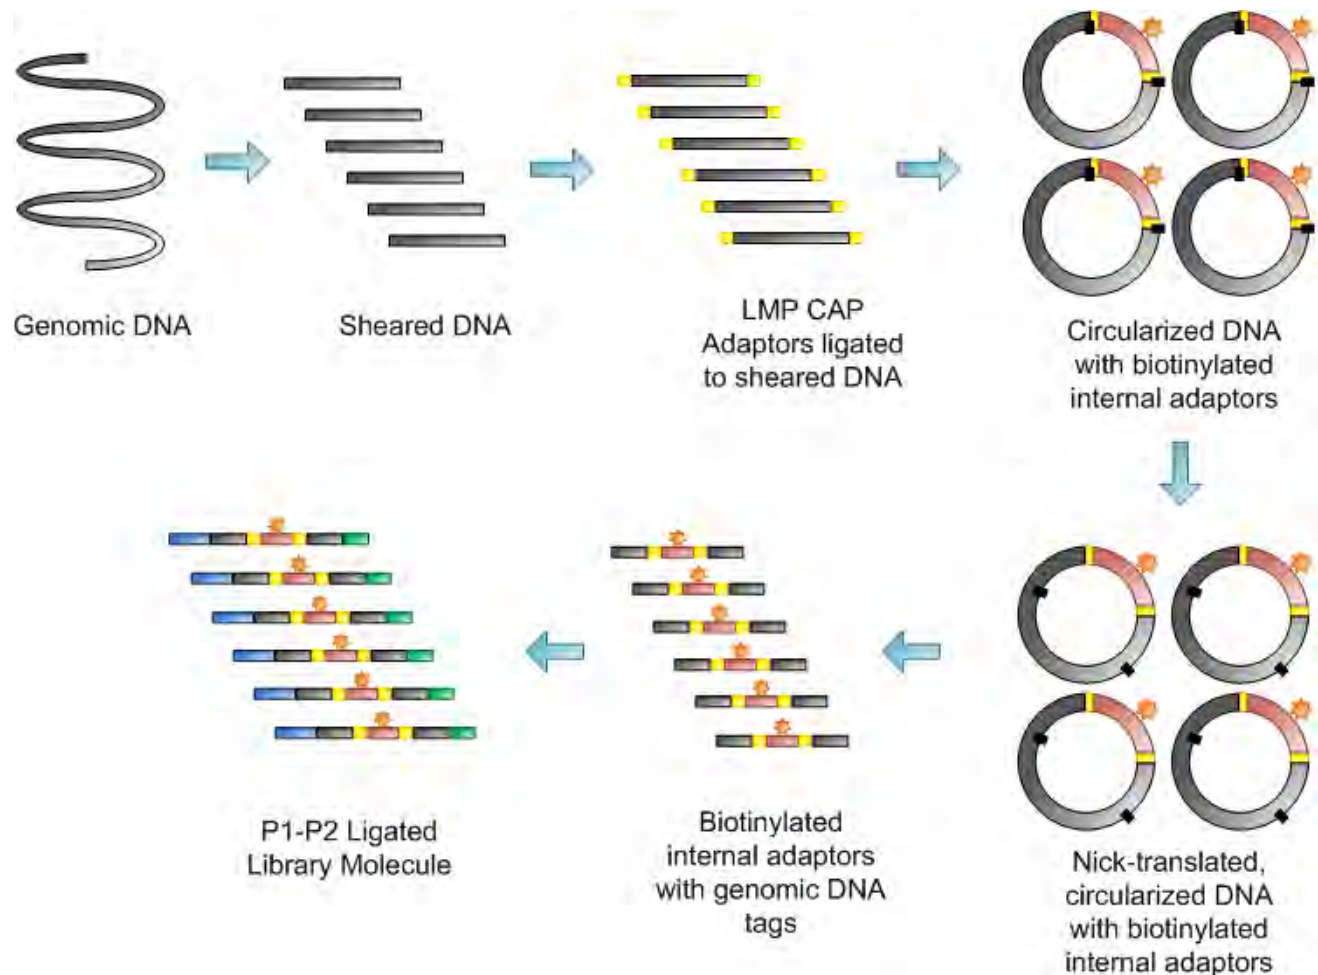 Genomic DNA
Sheared DNA
LMP CAP
Adaptors ligated
to sheared DNA
Circularized DNA
with biotinylated
internal adaptors
Nick-translated,
circularized DNA
with biotinylated
internal adaptors
Biotinylated
internal adaptors
with genomic DNA
tags
P1-P2 Ligated
Library Molecule